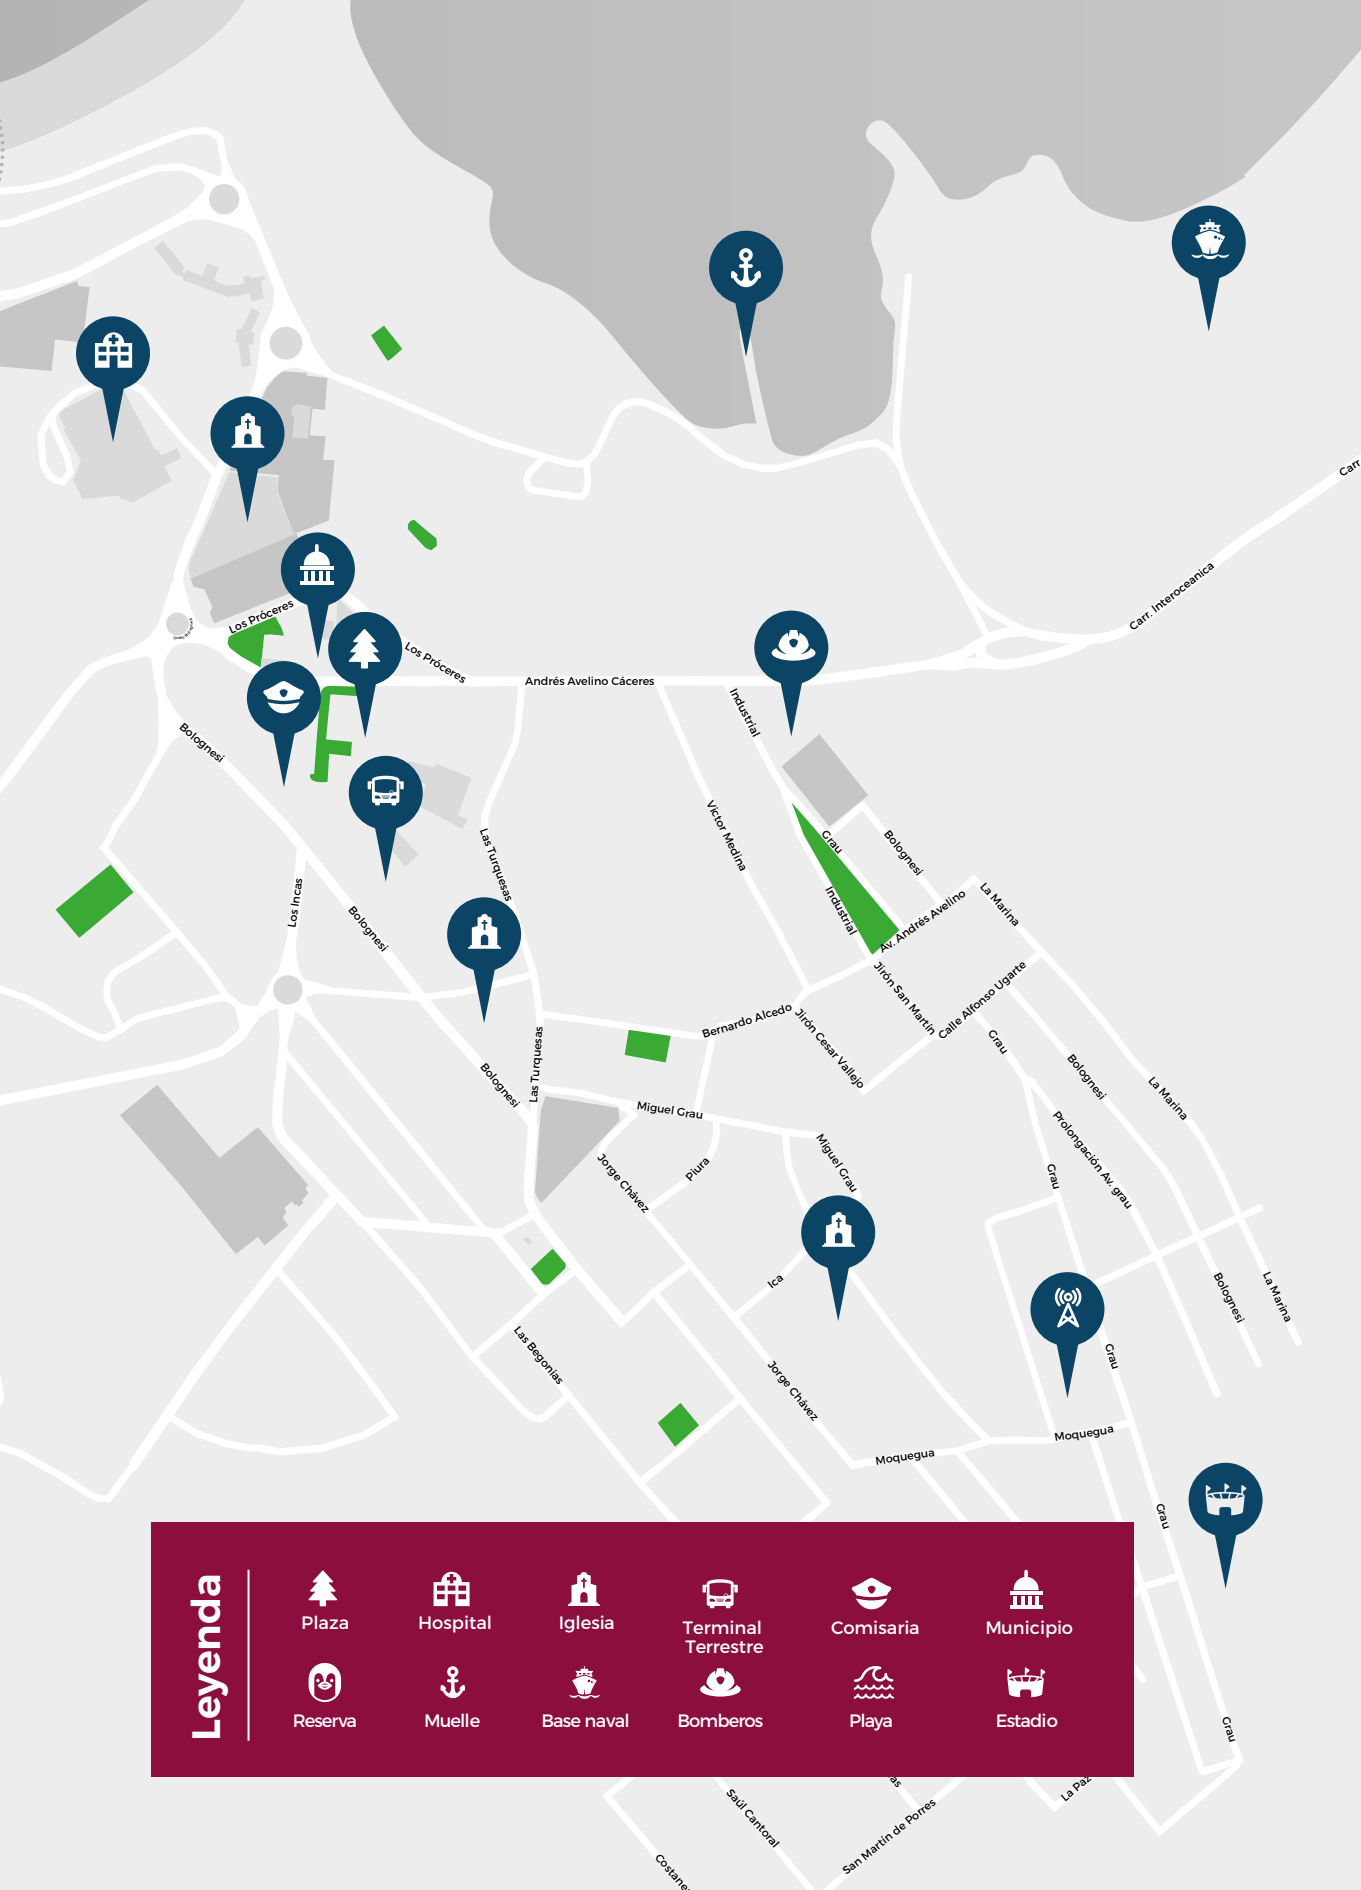 Carr.
Carr. Interoceanica
Los Próceres
Los Próceres
Andrés Avelino Cáceres
Industrial
Bolognesi
Victor Medina
Grau
Bolognesi
Las Turquesas
Los Incas
Bolognesi
Industrial
Av. Andrés Avelino
La Marina
Jirón San Martín
Calle Alfonso Ugarte
Bernardo Alcedo
Jirón Cesar Vallejo
Grau
Las Turquesas
Bolognesi
Bolognesi
La Marina
Miguel Grau
Prolongación Av. grau
Miguel Grau
Piura
Jorge Chávez
Grau
Ica
Bolognesi
La Marina
Las Begonias
Jorge Chávez
Grau
Moquegua
Moquegua
Grau
Leyenda
Plaza
Hospital
Iglesia
Terminal
Terrestre
Comisaria
Municipio
Reserva
Muelle
Base naval
Bomberos
Playa
Estadio
Grau
La Paz
as
Saúl Cantoral
San Martin de Porres